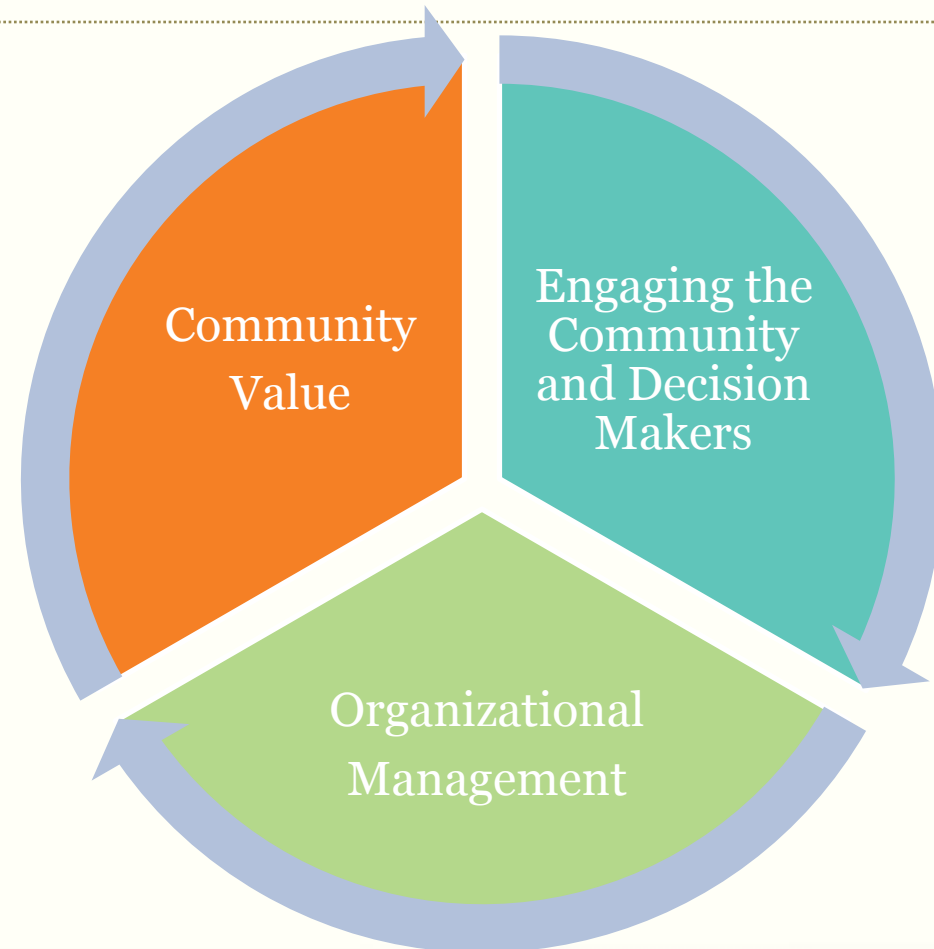 Community
Value
Engaging the
Community
and Decision
Makers
Organizational
Management